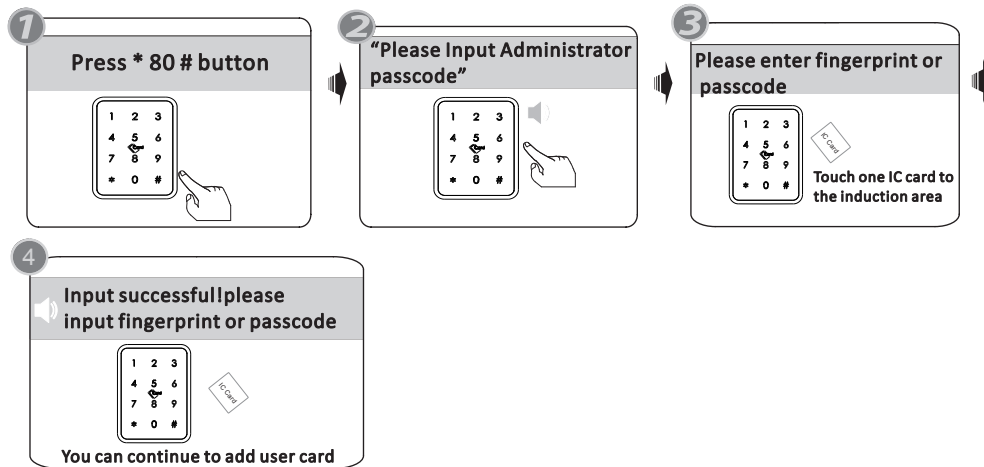 1
Press * 80 # button
1 2 3
4 5 6
7 8 9
* 0 #
2
“Please Input Administrator
passcode”
1 2 3
4 5 6
7 8 9
* 0 #
3
Please enter fingerprint or
passcode
1 2 3
4 5 6
7 8 9
* 0 #
IC Card
Touch one IC card to
the induction area
4
Input successful!please
input fingerprint or passcode
1 2 3
4 5 6
7 8 9
* 0 #
IC Card
You can continue to add user card